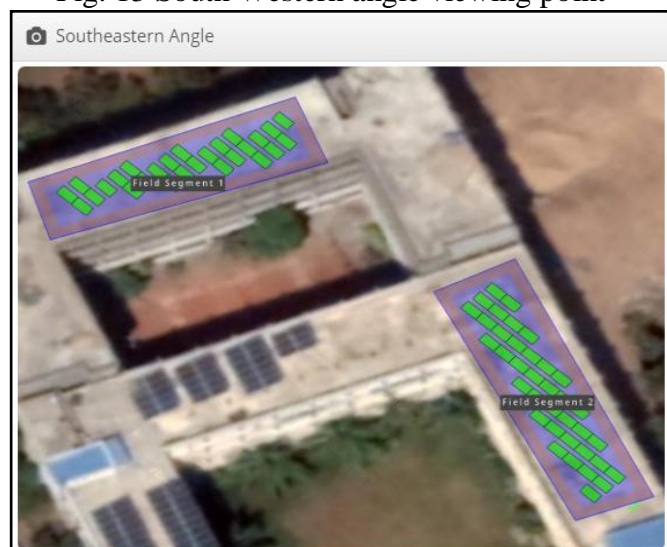 Fig. 13 South Western angle viewing point
Southeastern Angle
Field Segment 1
Field Segment 2